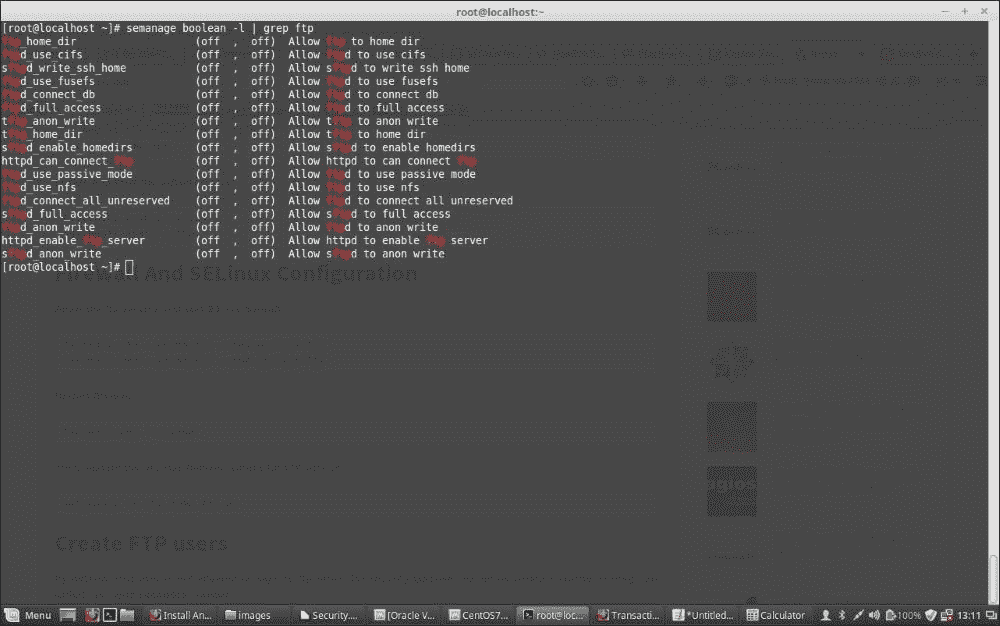 root@localhost:~
[root@localhost ~]# semanage boolean -l | grep ftp
ftp_home_dir (off , off) Allow ftp to home dir
ftpd_use_cifs (off , off) Allow ftpd to use cifs
sftpd_write_ssh_home (off , off) Allow sftpd to write ssh home
ftpd_use_fusefs (off , off) Allow ftpd to use fusefs
ftpd_connect_db (off , off) Allow ftpd to connect db
ftpd_full_access (off , off) Allow ftpd to full access
tftp_anon_write (off , off) Allow tftp to anon write
tftp_home_dir (off , off) Allow tftp to home dir
sftpd_enable_homedirs (off , off) Allow sftpd to enable homedirs
httpd_can_connect_ftp (off , off) Allow httpd to can connect ftp
ftpd_use_passive_mode (off , off) Allow ftpd to use passive mode
ftpd_use_nfs (off , off) Allow ftpd to use nfs
ftpd_connect_all_unreserved (off , off) Allow ftpd to connect all unreserved
sftpd_full_access (off , off) Allow sftpd to full access
ftpd_anon_write (off , off) Allow ftpd to anon write
httpd_enable_ftp_server (off , off) Allow httpd to enable ftp server
sftpd_anon_write (off , off) Allow sftpd to anon write
[root@localhost ~]#
Firewall And SELinux Configuration
Create FTP users
Menu Install An... images Security.... [Oracle V... CentOS7... root@loc... Transacti... *Untitled... Calculator 100% 13:11